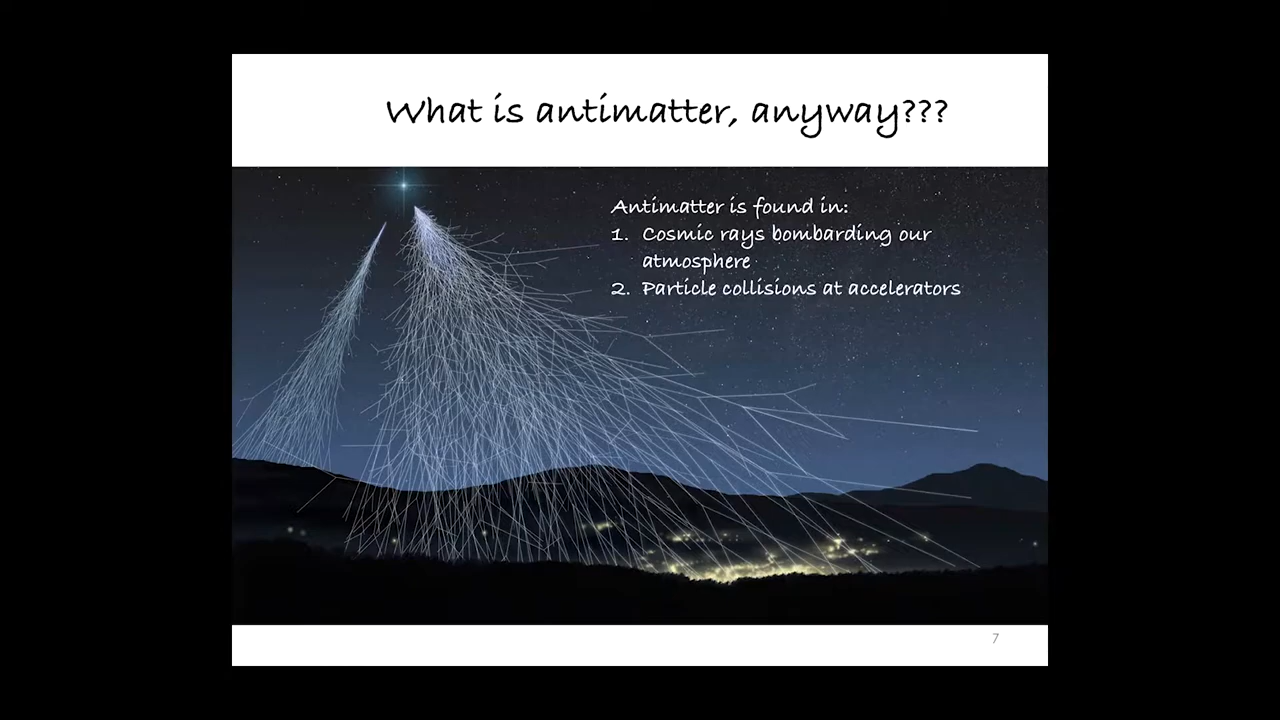 What is antimatter, anyway???
Antimatter is found in:
1. Cosmic rays bombarding our
atmosphere
2. Particle collisions at accelerators
7